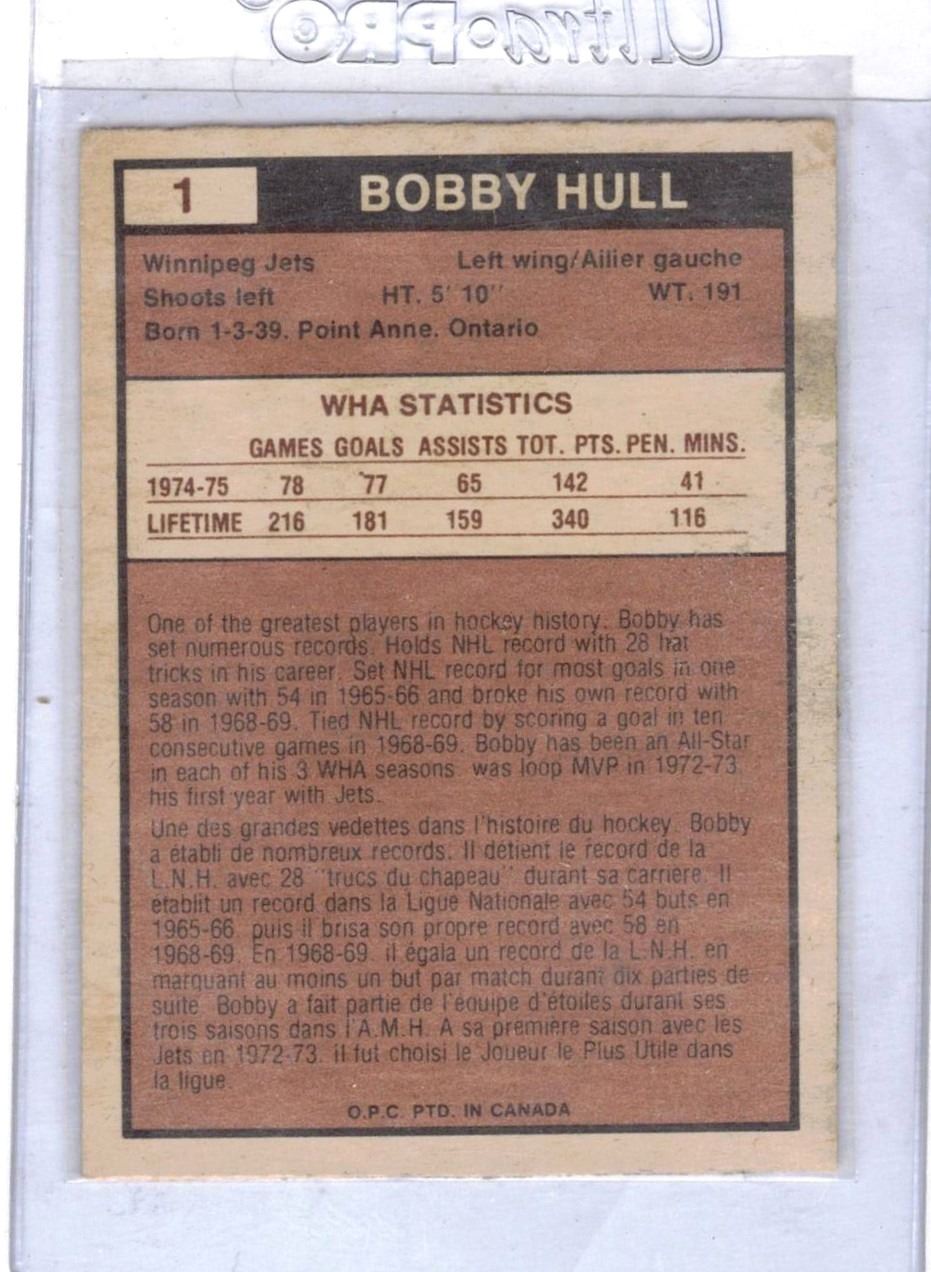 Ultra•PRO
1 BOBBY HULL
Winnipeg Jets Left wing/Ailier gauche
Shoots left HT. 5' 10'' WT. 191
Born 1-3-39. Point Anne. Ontario
WHA STATISTICS
GAMES GOALS ASSISTS TOT. PTS. PEN. MINS.
1974-75 78 77 65 142 41
LIFETIME 216 181 159 340 116
One of the greatest players in hockey history. Bobby has
set numerous records. Holds NHL record with 28 hat
tricks in his career. Set NHL record for most goals in one
season with 54 in 1965-66 and broke his own record with
58 in 1968-69. Tied NHL record by scoring a goal in ten
consecutive games in 1968-69. Bobby has been an All-Star
in each of his 3 WHA seasons. was loop MVP in 1972-73.
his first year with Jets.
Une des grandes vedettes dans l'histoire du hockey. Bobby
a établi de nombreux records. Il détient le record de la
L.N.H. avec 28 "trucs du chapeau" durant sa carrière. Il
établit un record dans la Ligue Nationale avec 54 buts en
1965-66. puis il brisa son propre record avec 58 en
1968-69. En 1968-69. il égala un record de la L.N.H. en
marquant au moins un but par match durant dix parties de
suite. Bobby a fait partie de l'équipe d'étoiles durant ses
trois saisons dans l'A.M.H. A sa première saison avec les
Jets en 1972-73. il fut choisi le Joueur le Plus Utile dans
la ligue.
O.P.C. PTD. IN CANADA